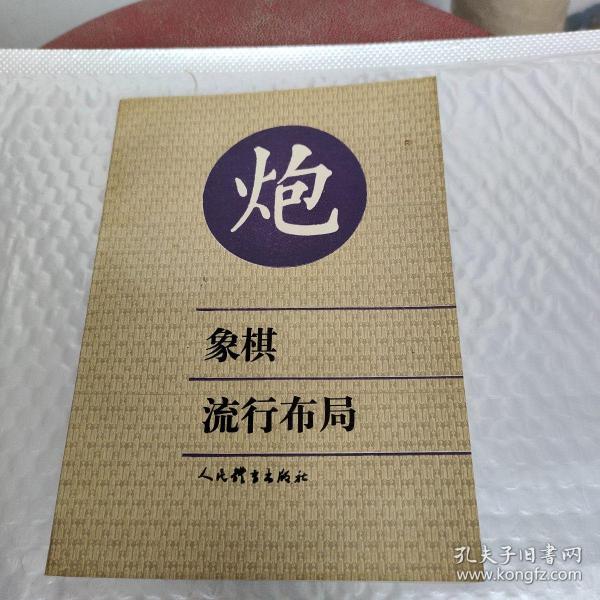 炮
象棋
流行布局
人民体育出版社
孔夫子旧书网
www.kongfz.com